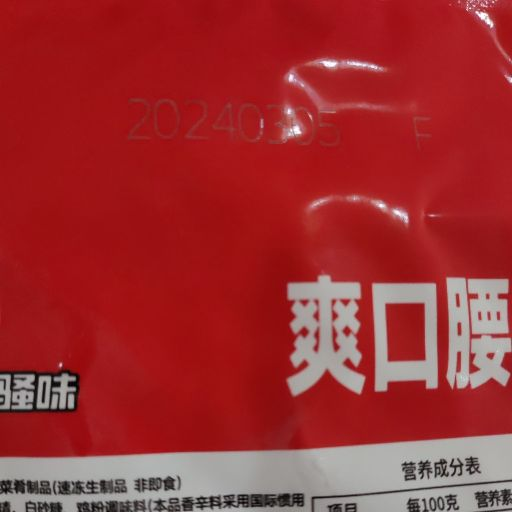 20240305 F
爽口腰
骚味
营养成分表
菜肴制品(速冻生制品 非即食)
白砂糖、鸡粉调味料(本品香辛料采用国际惯用
项目 每100克 营养素